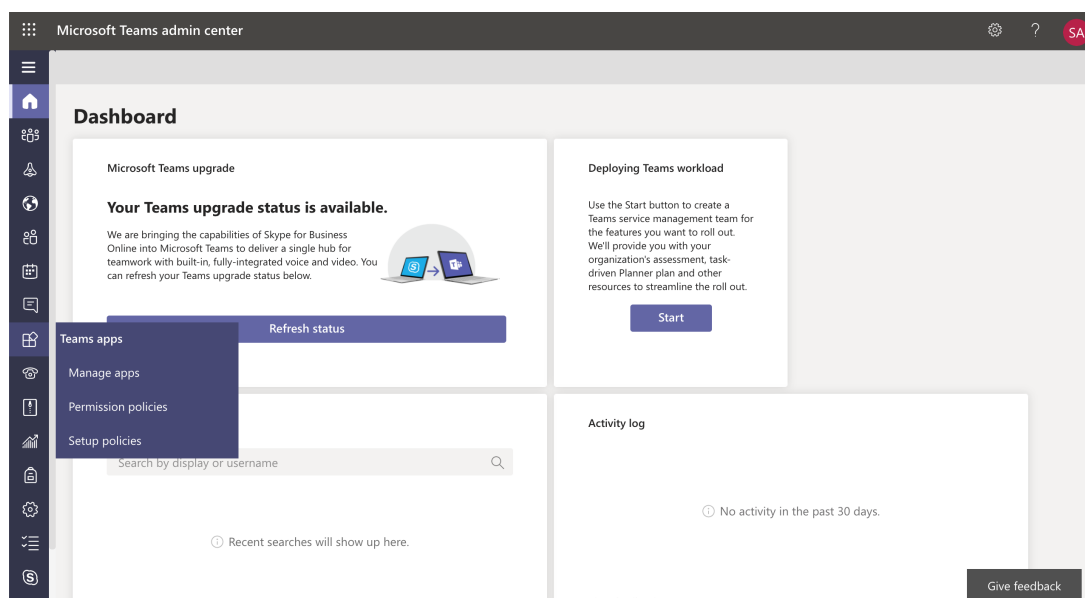 Microsoft Teams admin center
?
SA
Dashboard
Microsoft Teams upgrade
Your Teams upgrade status is available.
We are bringing the capabilities of Skype for Business
Online into Microsoft Teams to deliver a single hub for
teamwork with built-in, fully-integrated voice and video. You
can refresh your Teams upgrade status below.
Refresh status
Deploying Teams workload
Use the Start button to create a
Teams service management team for
the features you want to roll out.
We'll provide you with your
organization's assessment, task-
driven Planner plan and other
resources to streamline the roll out.
Start
Teams apps
Manage apps
Permission policies
Setup policies
Search by display or username
Recent searches will show up here.
Activity log
No activity in the past 30 days.
Give feedback